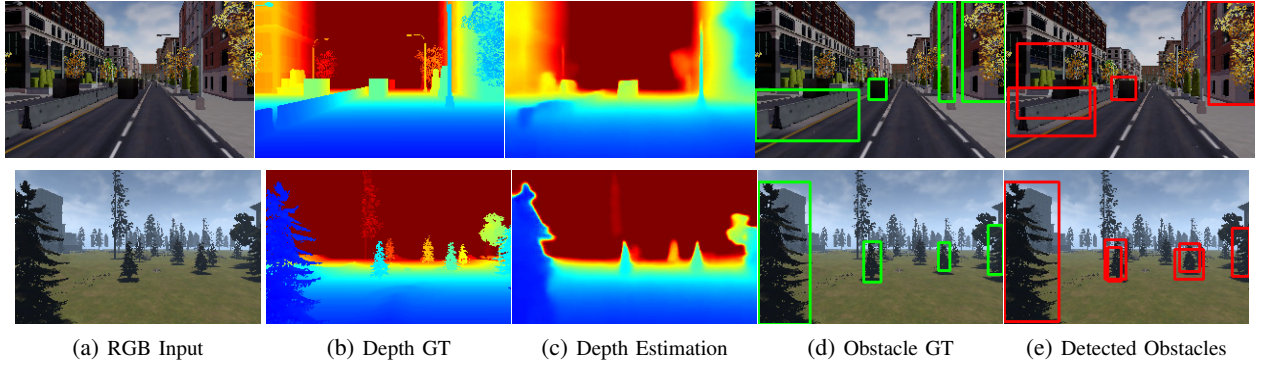 (a) RGB Input
(b) Depth GT
(c) Depth Estimation
(d) Obstacle GT
(e) Detected Obstacles